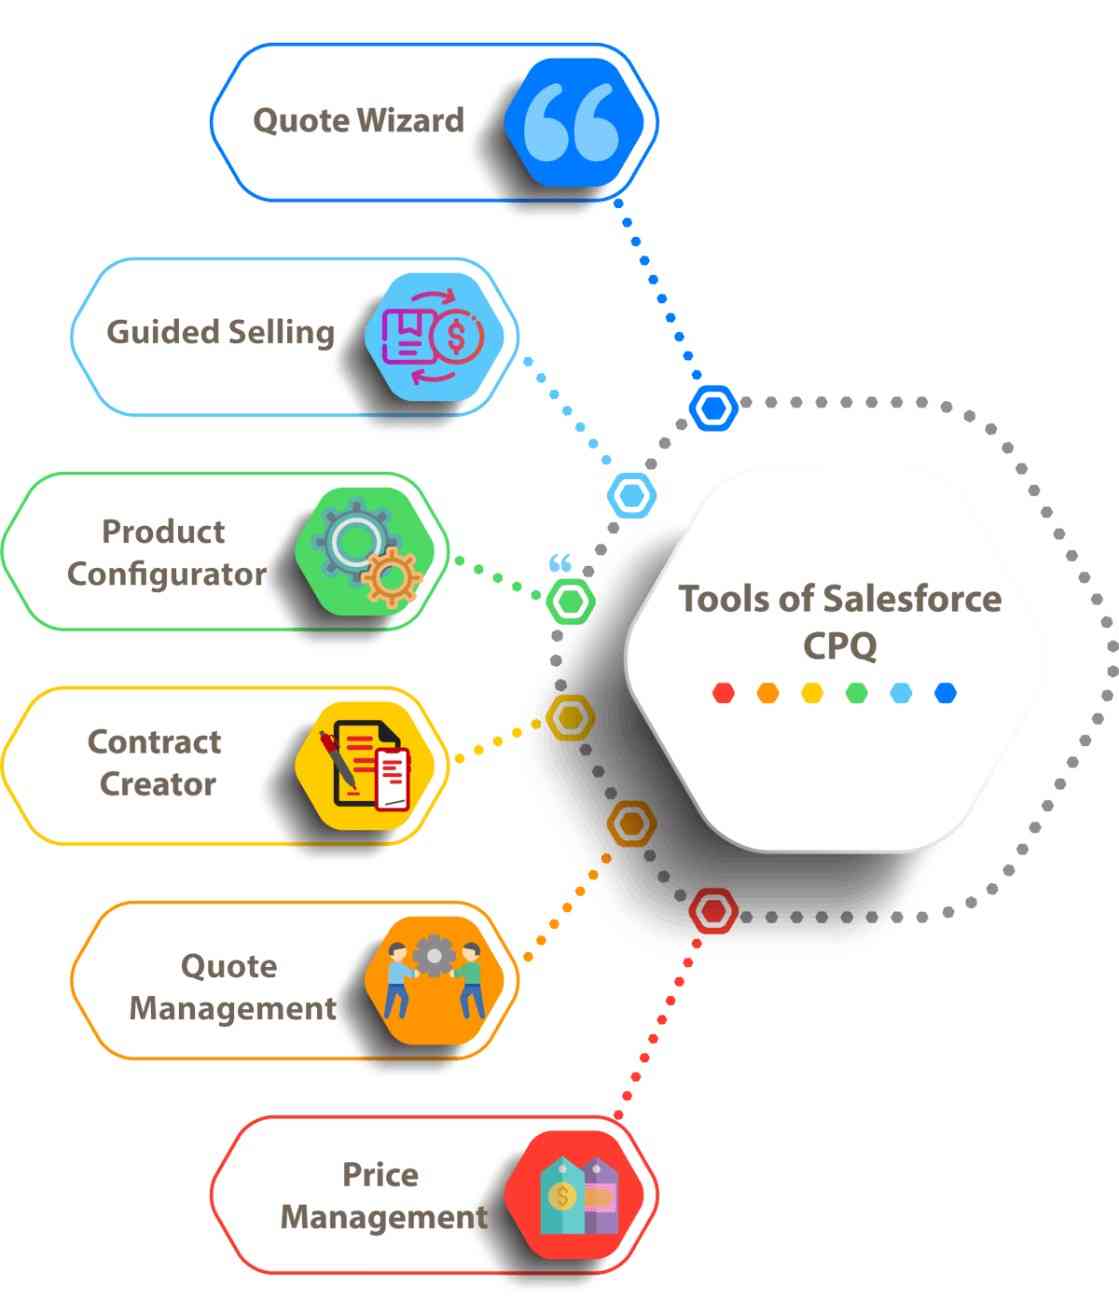 Quote Wizard
Guided Selling
Product
Configurator
Tools of Salesforce
CPQ
Contract
Creator
Quote
Management
Price
Management